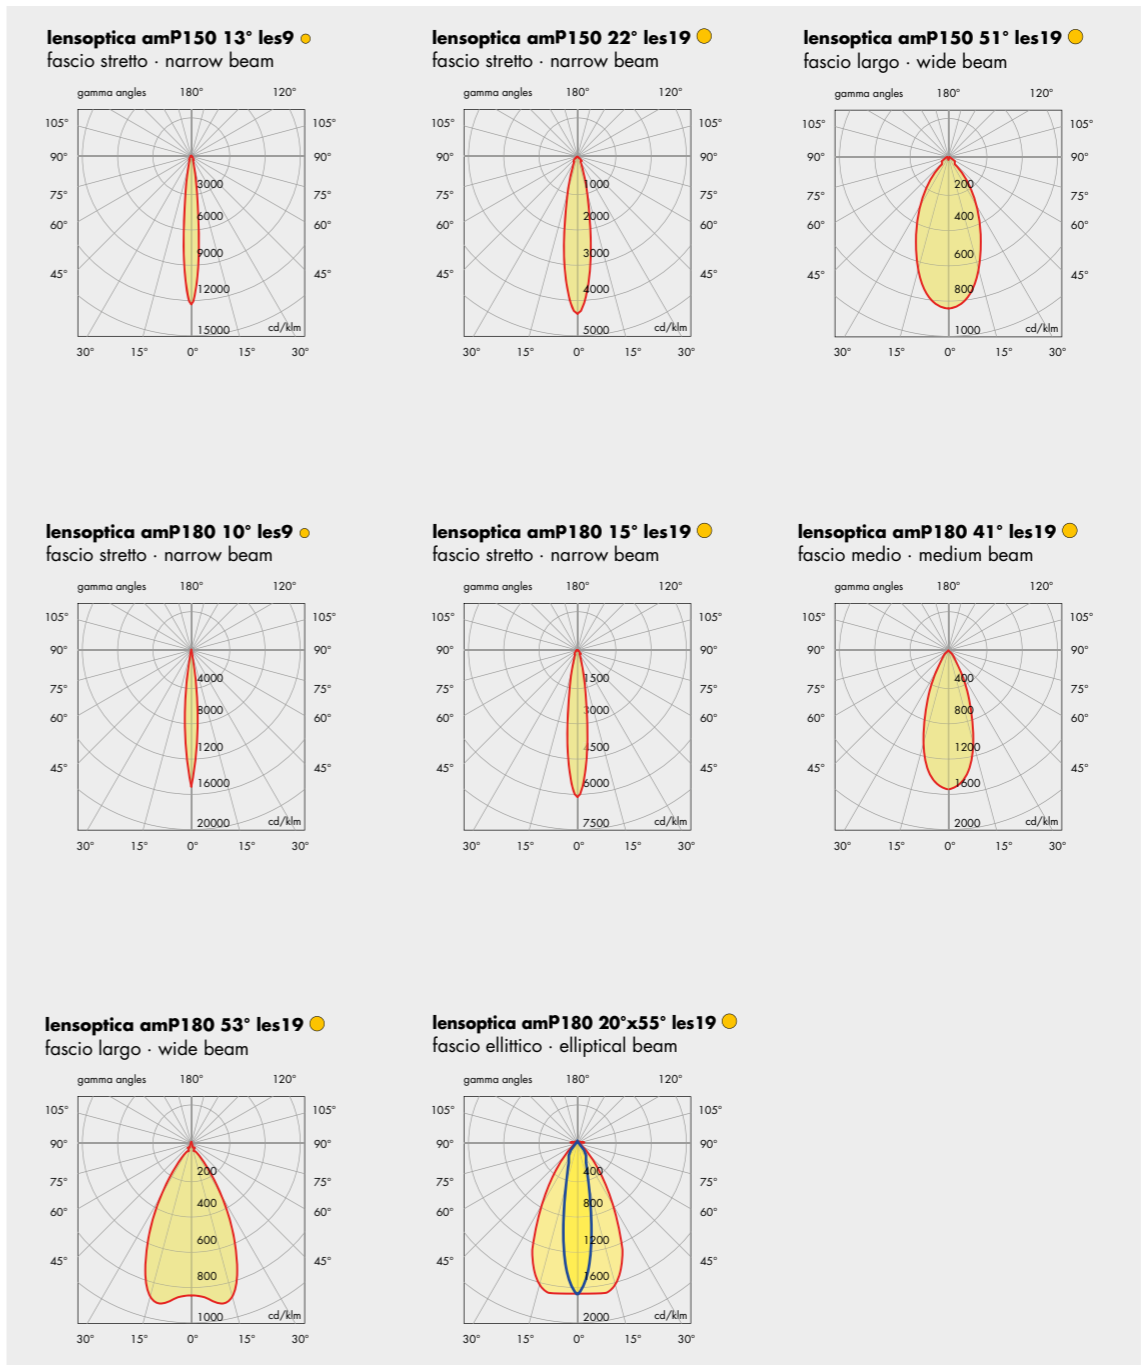 lensoptica amP150 13° les9
fascio stretto · narrow beam
gamma angles 180° 120°
105° 105°
90° 90°
3000
75° 75°
6000
60° 60°
9000
45° 45°
12000
15000 cd/klm
30° 15° 0° 15° 30°
lensoptica amP150 22° les19
fascio stretto · narrow beam
gamma angles 180° 120°
105° 105°
90° 90°
1000
75° 75°
2000
60° 60°
3000
45° 45°
4000
5000 cd/klm
30° 15° 0° 15° 30°
lensoptica amP150 51° les19
fascio largo · wide beam
gamma angles 180° 120°
105° 105°
90° 90°
200
75° 75°
400
60° 60°
600
45° 45°
800
1000 cd/klm
30° 15° 0° 15° 30°
lensoptica amP180 10° les9
fascio stretto · narrow beam
gamma angles 180° 120°
105° 105°
90° 90°
4000
75° 75°
8000
60° 60°
1200
45° 45°
16000
20000 cd/klm
30° 15° 0° 15° 30°
lensoptica amP180 15° les19
fascio stretto · narrow beam
gamma angles 180° 120°
105° 105°
90° 90°
1500
75° 75°
3000
60° 60°
4500
45° 45°
6000
7500 cd/klm
30° 15° 0° 15° 30°
lensoptica amP180 41° les19
fascio medio · medium beam
gamma angles 180° 120°
105° 105°
90° 90°
400
75° 75°
800
60° 60°
1200
45° 45°
1600
2000 cd/klm
30° 15° 0° 15° 30°
lensoptica amP180 53° les19
fascio largo · wide beam
gamma angles 180° 120°
105° 105°
90° 90°
200
75° 75°
400
60° 60°
600
45° 45°
800
1000 cd/klm
30° 15° 0° 15° 30°
lensoptica amP180 20°x55° les19
fascio ellittico · elliptical beam
gamma angles 180° 120°
105° 105°
90° 90°
400
75° 75°
800
60° 60°
1200
45° 45°
1600
2000 cd/klm
30° 15° 0° 15° 30°